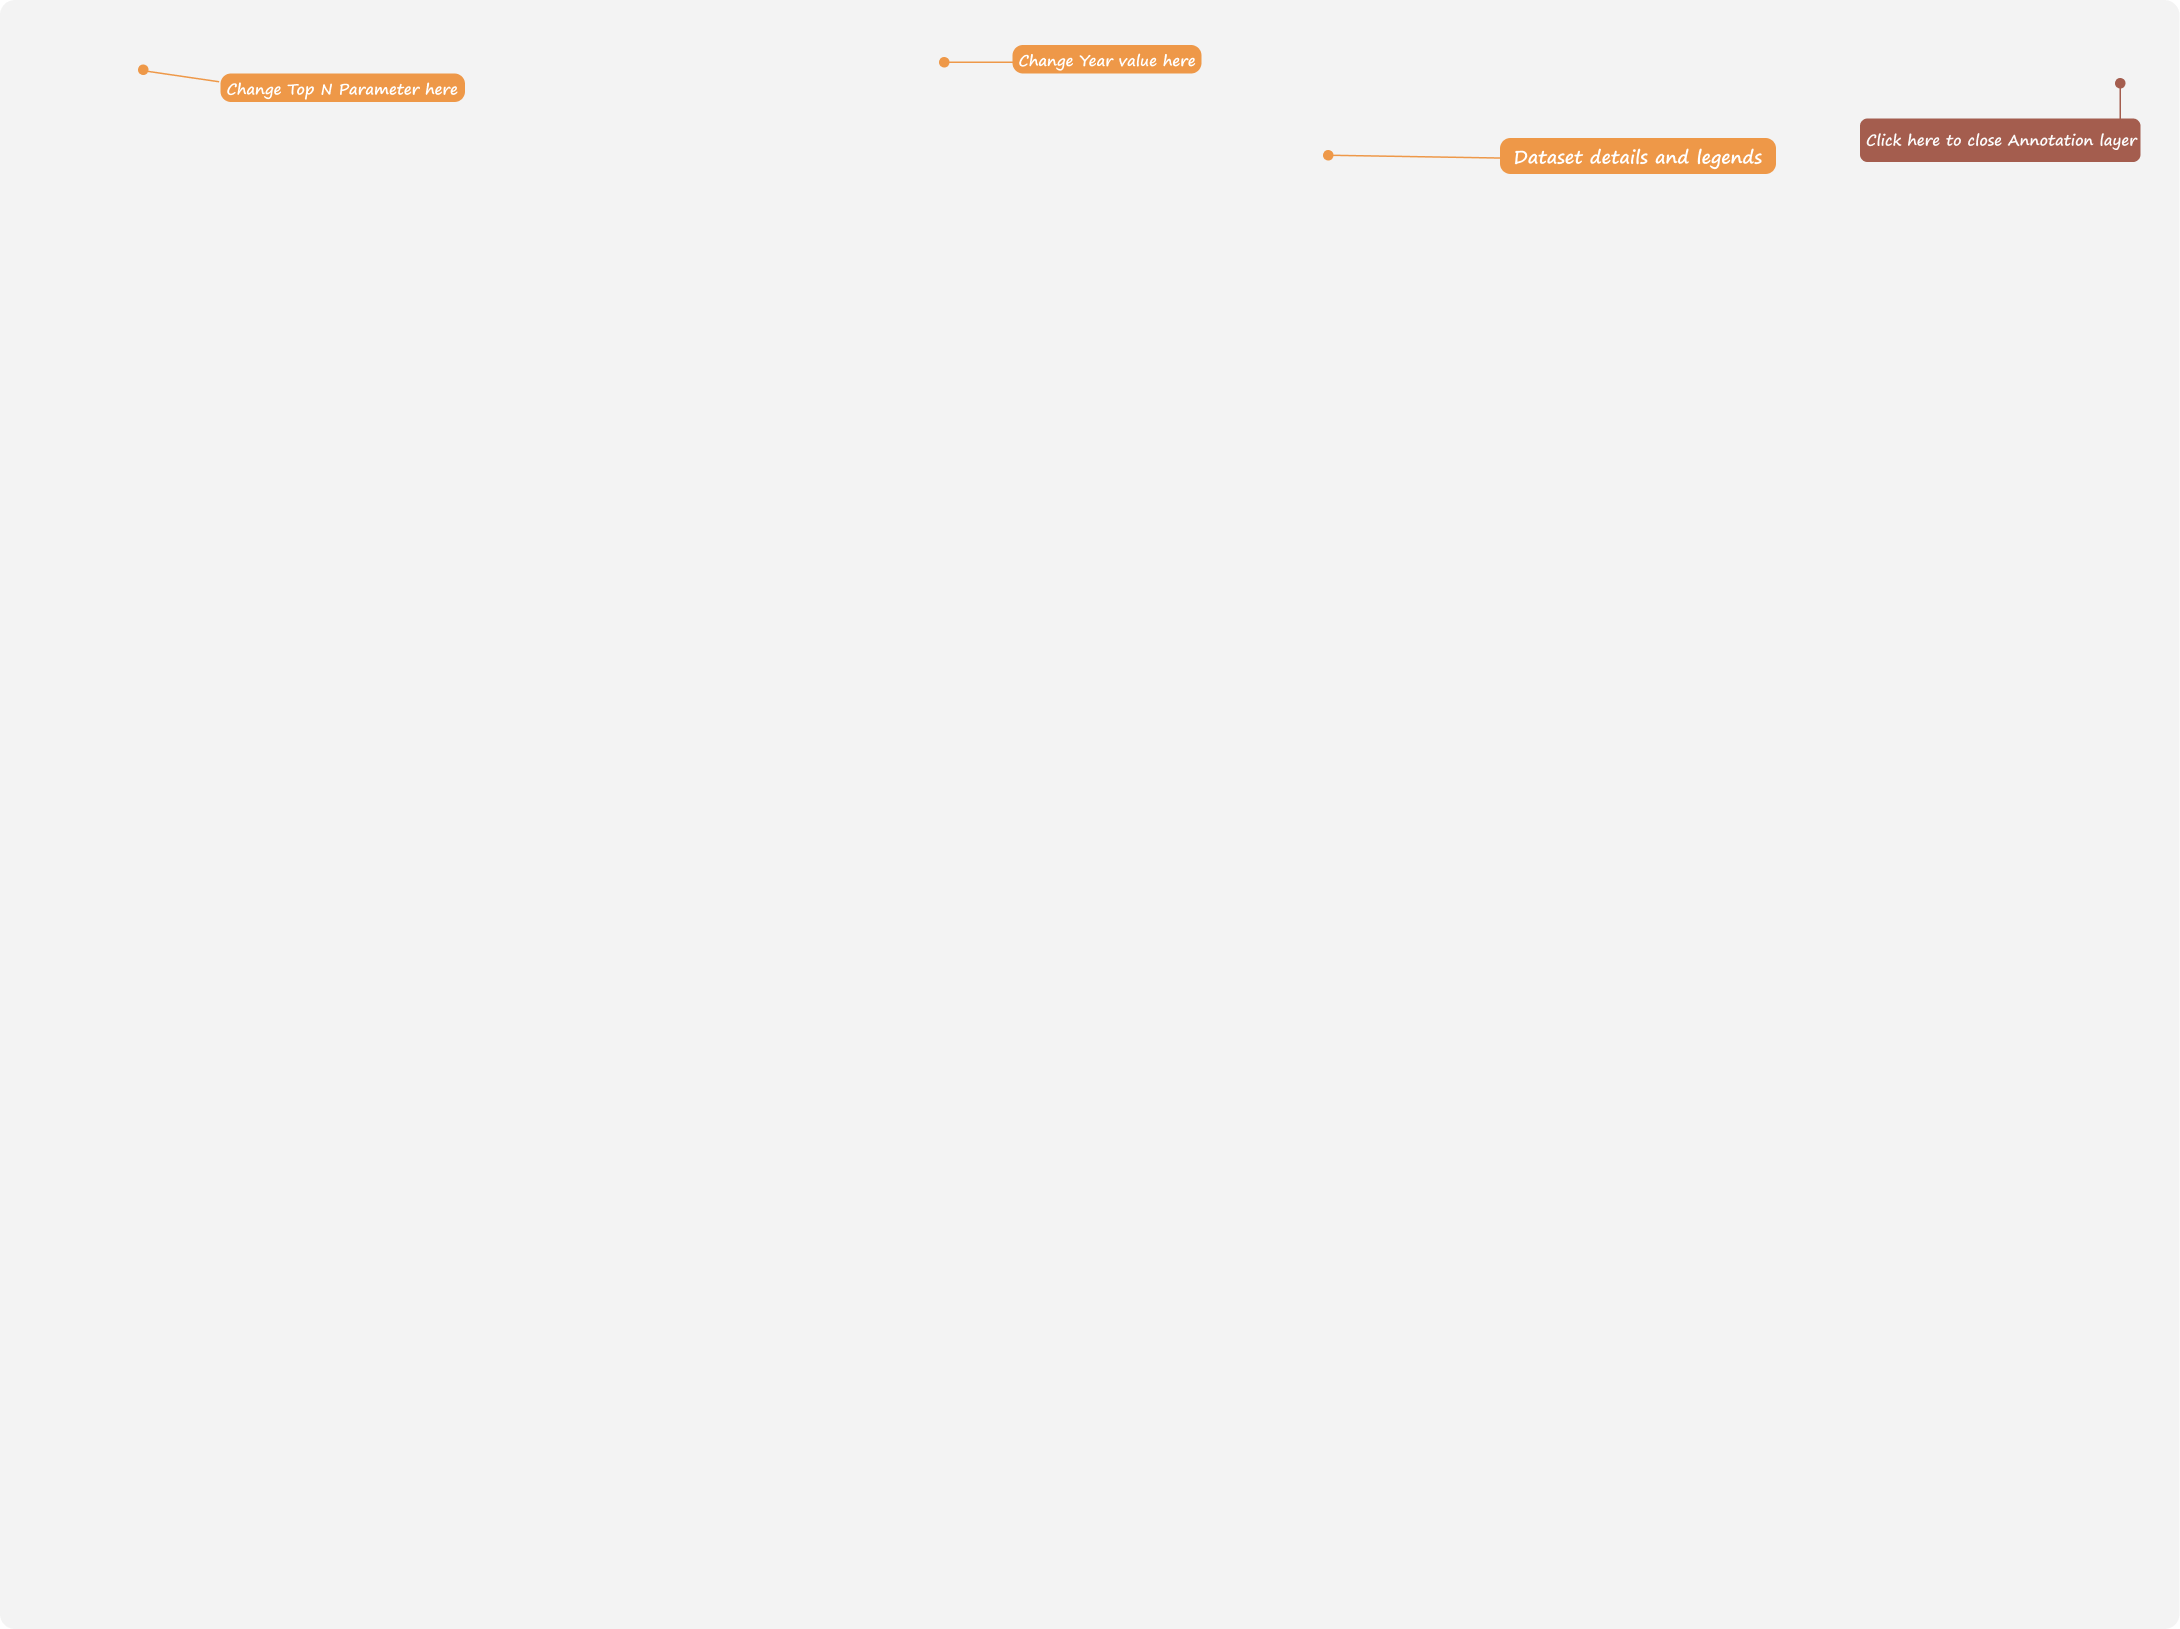 Change Year value here
Change Top N Parameter here
Click here to close Annotation layer
Dataset details and legends